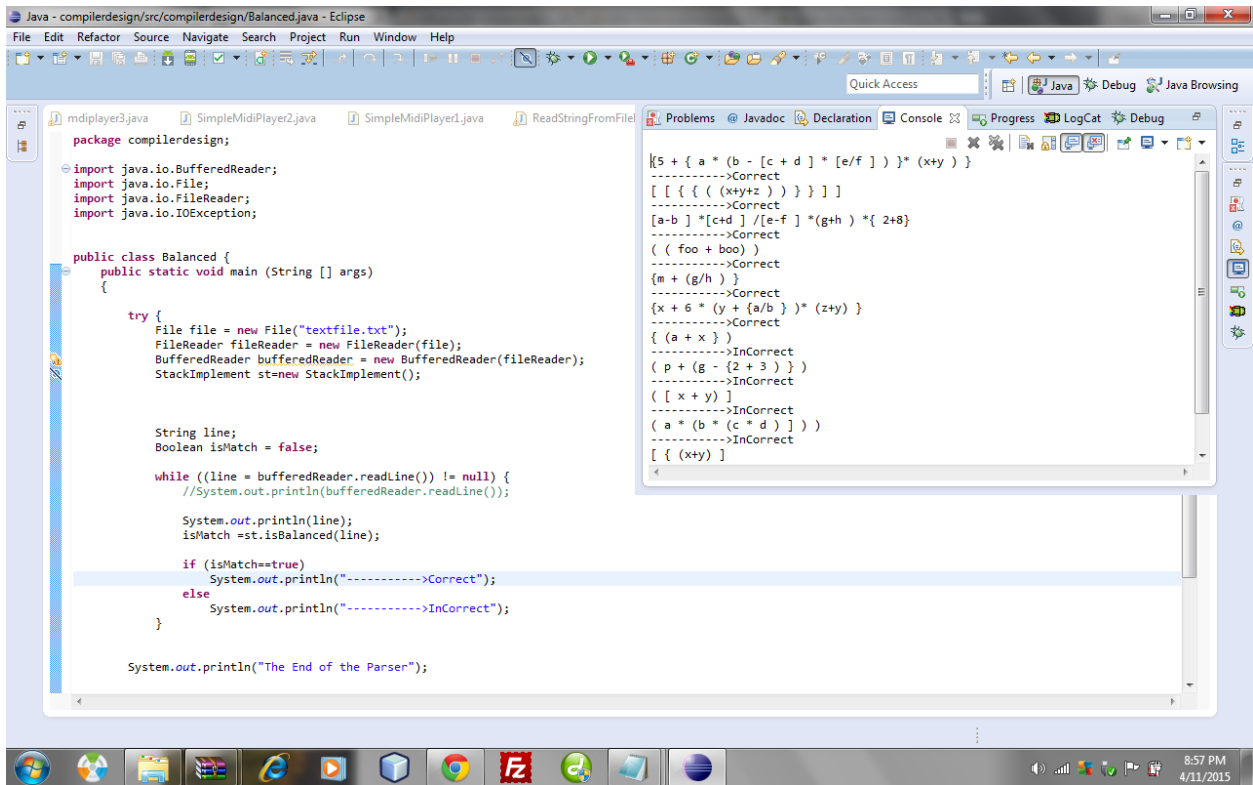 Java - compilerdesign/src/compilerdesign/Balanced.java - Eclipse
File Edit Refactor Source Navigate Search Project Run Window Help
Quick Access
Java Debug Java Browsing
mdiplayer3.java SimpleMidiPlayer2.java SimpleMidiPlayer1.java ReadStringFromFile
package compilerdesign;
import java.io.BufferedReader;
import java.io.File;
import java.io.FileReader;
import java.io.IOException;
public class Balanced {
public static void main (String [] args)
{
try {
File file = new File("textfile.txt");
FileReader fileReader = new FileReader(file);
BufferedReader bufferedReader = new BufferedReader(fileReader);
StackImplement st=new StackImplement();
String line;
Boolean isMatch = false;
while ((line = bufferedReader.readLine()) != null) {
//System.out.println(bufferedReader.readLine());
System.out.println(line);
isMatch =st.isBalanced(line);
if (isMatch==true)
System.out.println("----------->Correct");
else
System.out.println("----------->InCorrect");
}
System.out.println("The End of the Parser");
Problems @ Javadoc Declaration Console Progress LogCat Debug
{5 + { a * (b - [c + d ] * [e/f ] ) }* (x+y ) }
----------->Correct
[ [ { { ( (x+y+z ) ) } } ] ]
----------->Correct
[a-b ] *[c+d ] /[e-f ] *(g+h ) *{ 2+8}
----------->Correct
( ( foo + boo) )
----------->Correct
{m + (g/h ) }
----------->Correct
{x + 6 * (y + {a/b } )* (z+y) }
----------->Correct
{ (a + x } )
----------->InCorrect
( p + (g - {2 + 3 ) } )
----------->InCorrect
( [ x + y) ]
----------->InCorrect
( a * (b * (c * d ) ] ) )
----------->InCorrect
[ { (x+y) ]
8:57 PM
4/11/2015